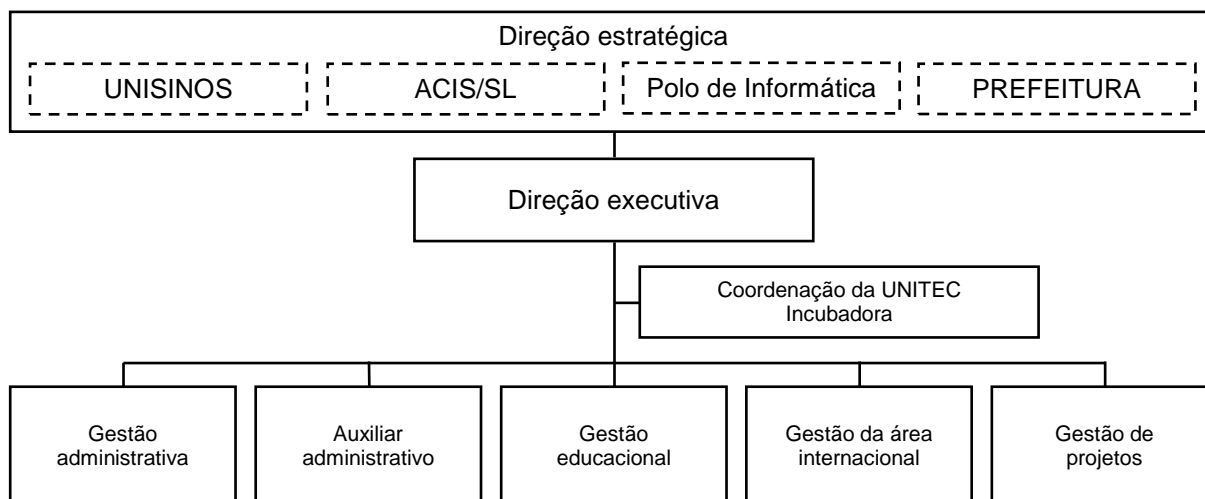 Direção estratégica
UNISINOS
ACIS/SL
Polo de Informática
PREFEITURA
Direção executiva
Coordenação da UNITEC
Incubadora
Gestão
administrativa
Auxiliar
administrativo
Gestão
educacional
Gestão da área
internacional
Gestão de
projetos